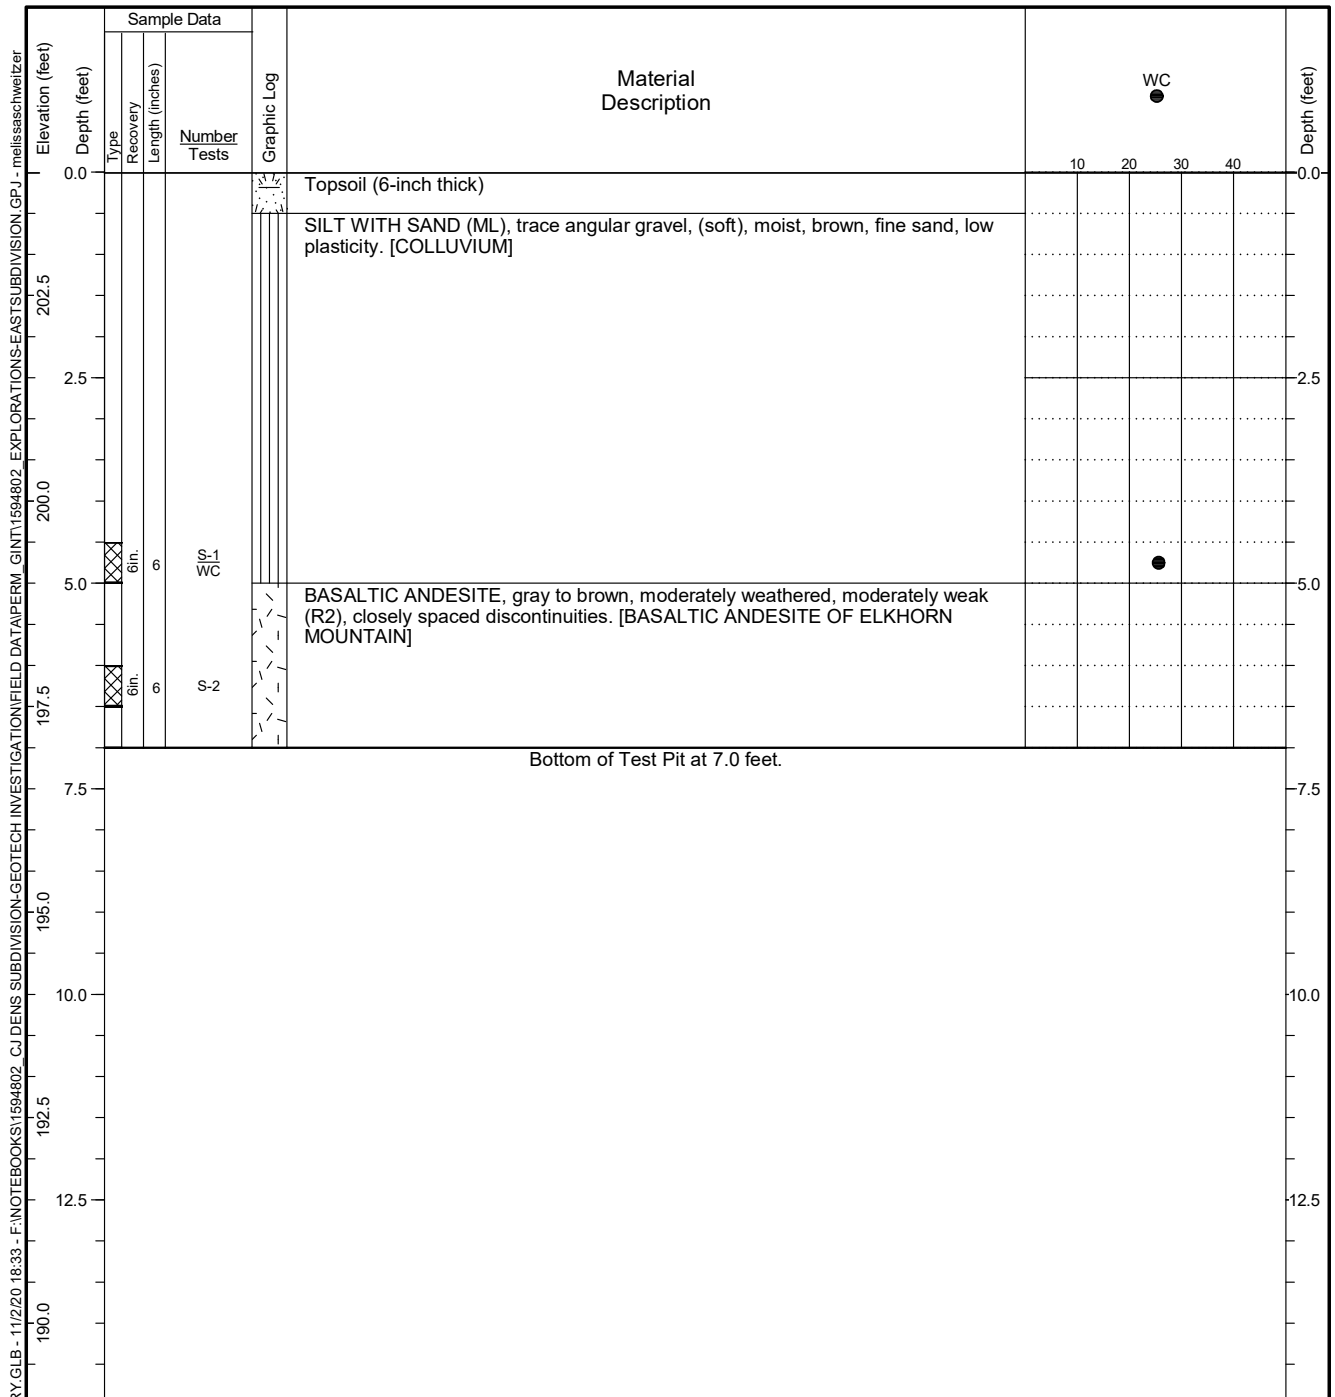 Sample Data
Elevation (feet)
Depth (feet)
Type
Recovery
Length (inches)
Number
Tests
Graphic Log
Material
Description
WC
Depth (feet)
10 20 30 40
0.0 0.0
Topsoil (6-inch thick)
SILT WITH SAND (ML), trace angular gravel, (soft), moist, brown, fine sand, low
plasticity. [COLLUVIUM]
202.5
2.5 2.5
200.0
6in. 6 S-1
WC
5.0 5.0
BASALTIC ANDESITE, gray to brown, moderately weathered, moderately weak
(R2), closely spaced discontinuities. [BASALTIC ANDESITE OF ELKHORN
MOUNTAIN]
6in. 6 S-2
197.5
Bottom of Test Pit at 7.0 feet.
7.5 7.5
195.0
10.0 10.0
192.5
12.5 12.5
190.0
RY.GLB - 11/2/20 18:33 - F:\NOTEBOOKS\1594802_CJ DENS SUBDIVISION-GEOTECH INVESTIGATION\FIELD DATA\PERM_GINT\1594802_EXPLORATIONS-EASTSUBDIVISION.GPJ - melissaschweitzer